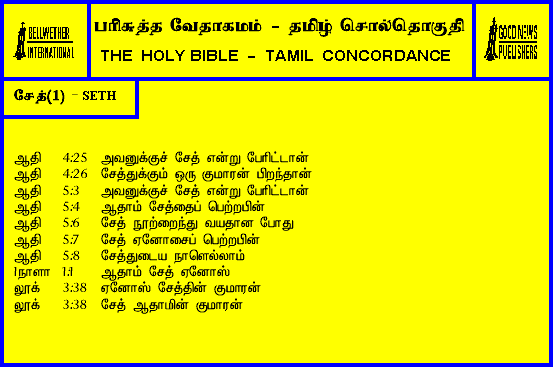 BELLWETHER
INTERNATIONAL
பரிசுத்த வேதாகமம் - தமிழ் சொல்தொகுதி
THE HOLY BIBLE - TAMIL CONCORDANCE
GOOD NEWS
PUBLISHERS
சேத்(1) - SETH
ஆதி 4:25 அவனுக்குச் சேத் என்று பேரிட்டான்
ஆதி 4:26 சேத்துக்கும் ஒரு குமாரன் பிறந்தான்
ஆதி 5:3 அவனுக்குச் சேத் என்று பேரிட்டான்
ஆதி 5:4 ஆதாம் சேத்தைப் பெற்றபின்
ஆதி 5:6 சேத் நூற்றைந்து வயதான போது
ஆதி 5:7 சேத் ஏனோசைப் பெற்றபின்
ஆதி 5:8 சேத்துடைய நாளெல்லாம்
1நாளா 1:1 ஆதாம் சேத் ஏனோஸ்
லூக் 3:38 ஏனோஸ் சேத்தின் குமாரன்
லூக் 3:38 சேத் ஆதாமின் குமாரன்